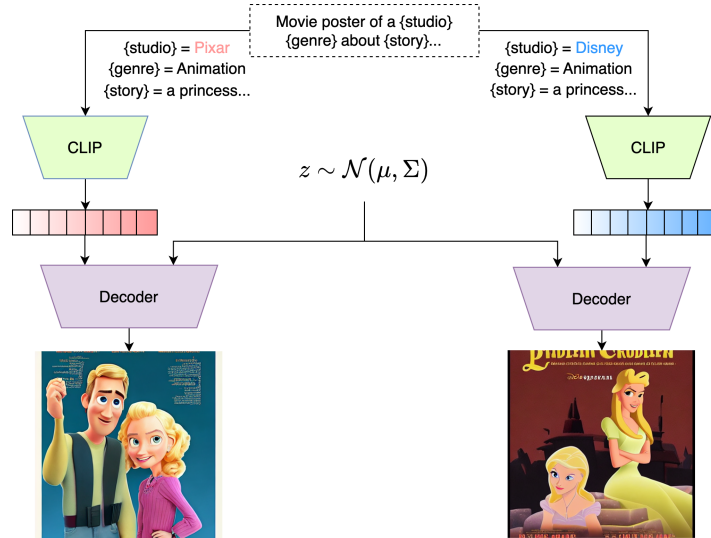 Movie poster of a {studio}
{genre} about {story}...
{studio} = Pixar
{genre} = Animation
{story} = a princess...
{studio} = Disney
{genre} = Animation
{story} = a princess...
CLIP
CLIP
z ∼ 𝒩(μ, Σ)
Decoder
Decoder